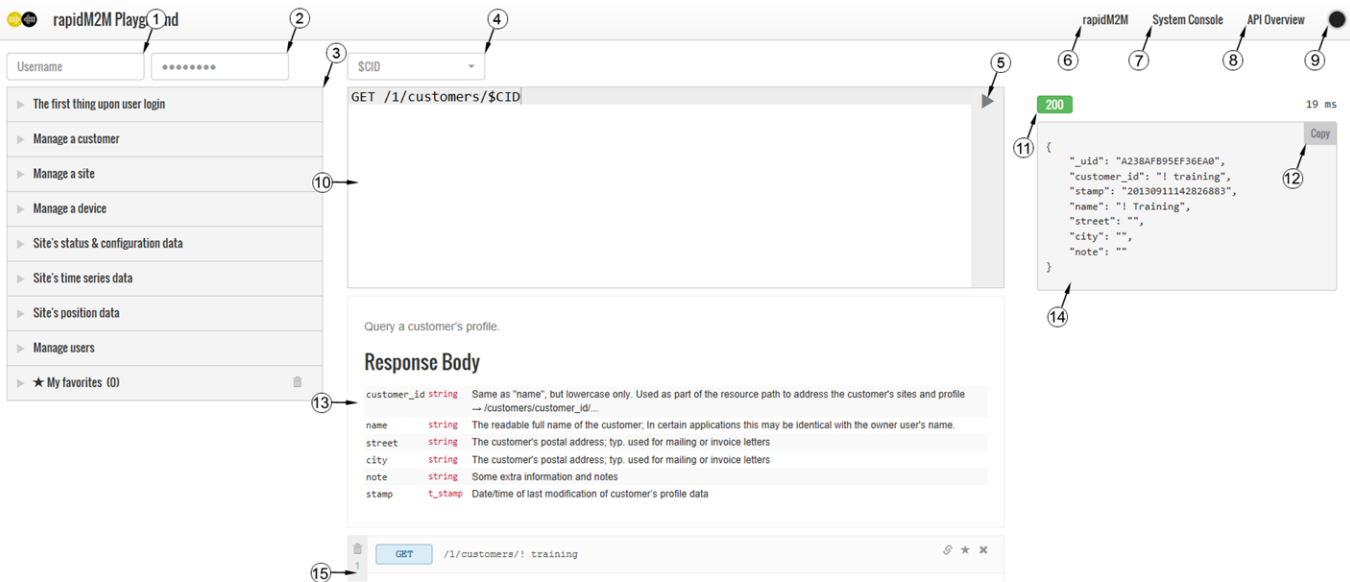 rapidM2M Playground
1
2
4
rapidM2M
System Console
API Overview
6
7
8
9
Username
●●●●●●●●
3
$CID
5
The first thing upon user login
Manage a customer
Manage a site
Manage a device
Site's status & configuration data
Site's time series data
Site's position data
Manage users
★ My favorites (0)
GET /1/customers/$CID
10
200
19 ms
11
Copy
12
{
"_uid": "A238AFB95EF36EA0",
"customer_id": "! training",
"stamp": "20130911142826883",
"name": "! Training",
"street": "",
"city": "",
"note": ""
}
14
Query a customer's profile.
Response Body
13
customer_id string Same as "name", but lowercase only. Used as part of the resource path to address the customer's sites and profile
→ /customers/customer_id/...
name string The readable full name of the customer; In certain applications this may be identical with the owner user's name.
street string The customer's postal address; typ. used for mailing or invoice letters
city string The customer's postal address; typ. used for mailing or invoice letters
note string Some extra information and notes
stamp t_stamp Date/time of last modification of customer's profile data
GET /1/customers/! training
1
15